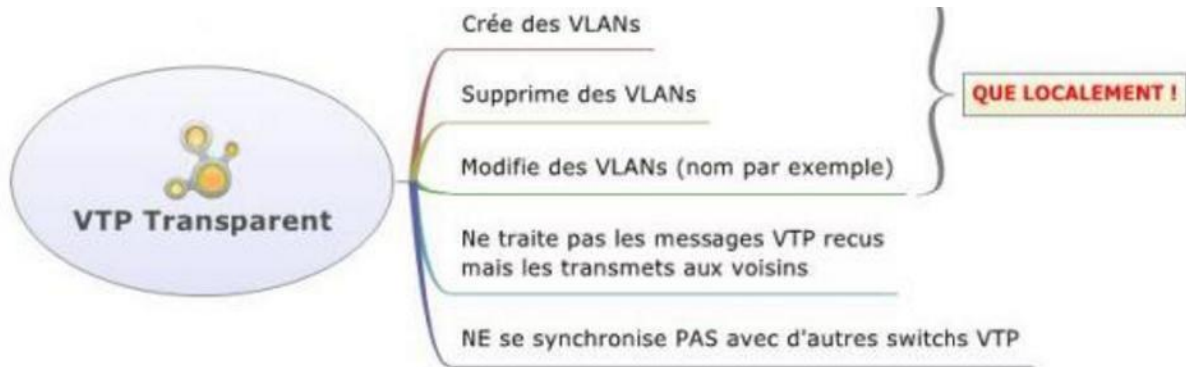 Crée des VLANs
Supprime des VLANs
QUE LOCALEMENT !
Modifie des VLANs (nom par exemple)
VTP Transparent
Ne traite pas les messages VTP recus
mais les transmets aux voisins
NE se synchronise PAS avec d'autres switchs VTP